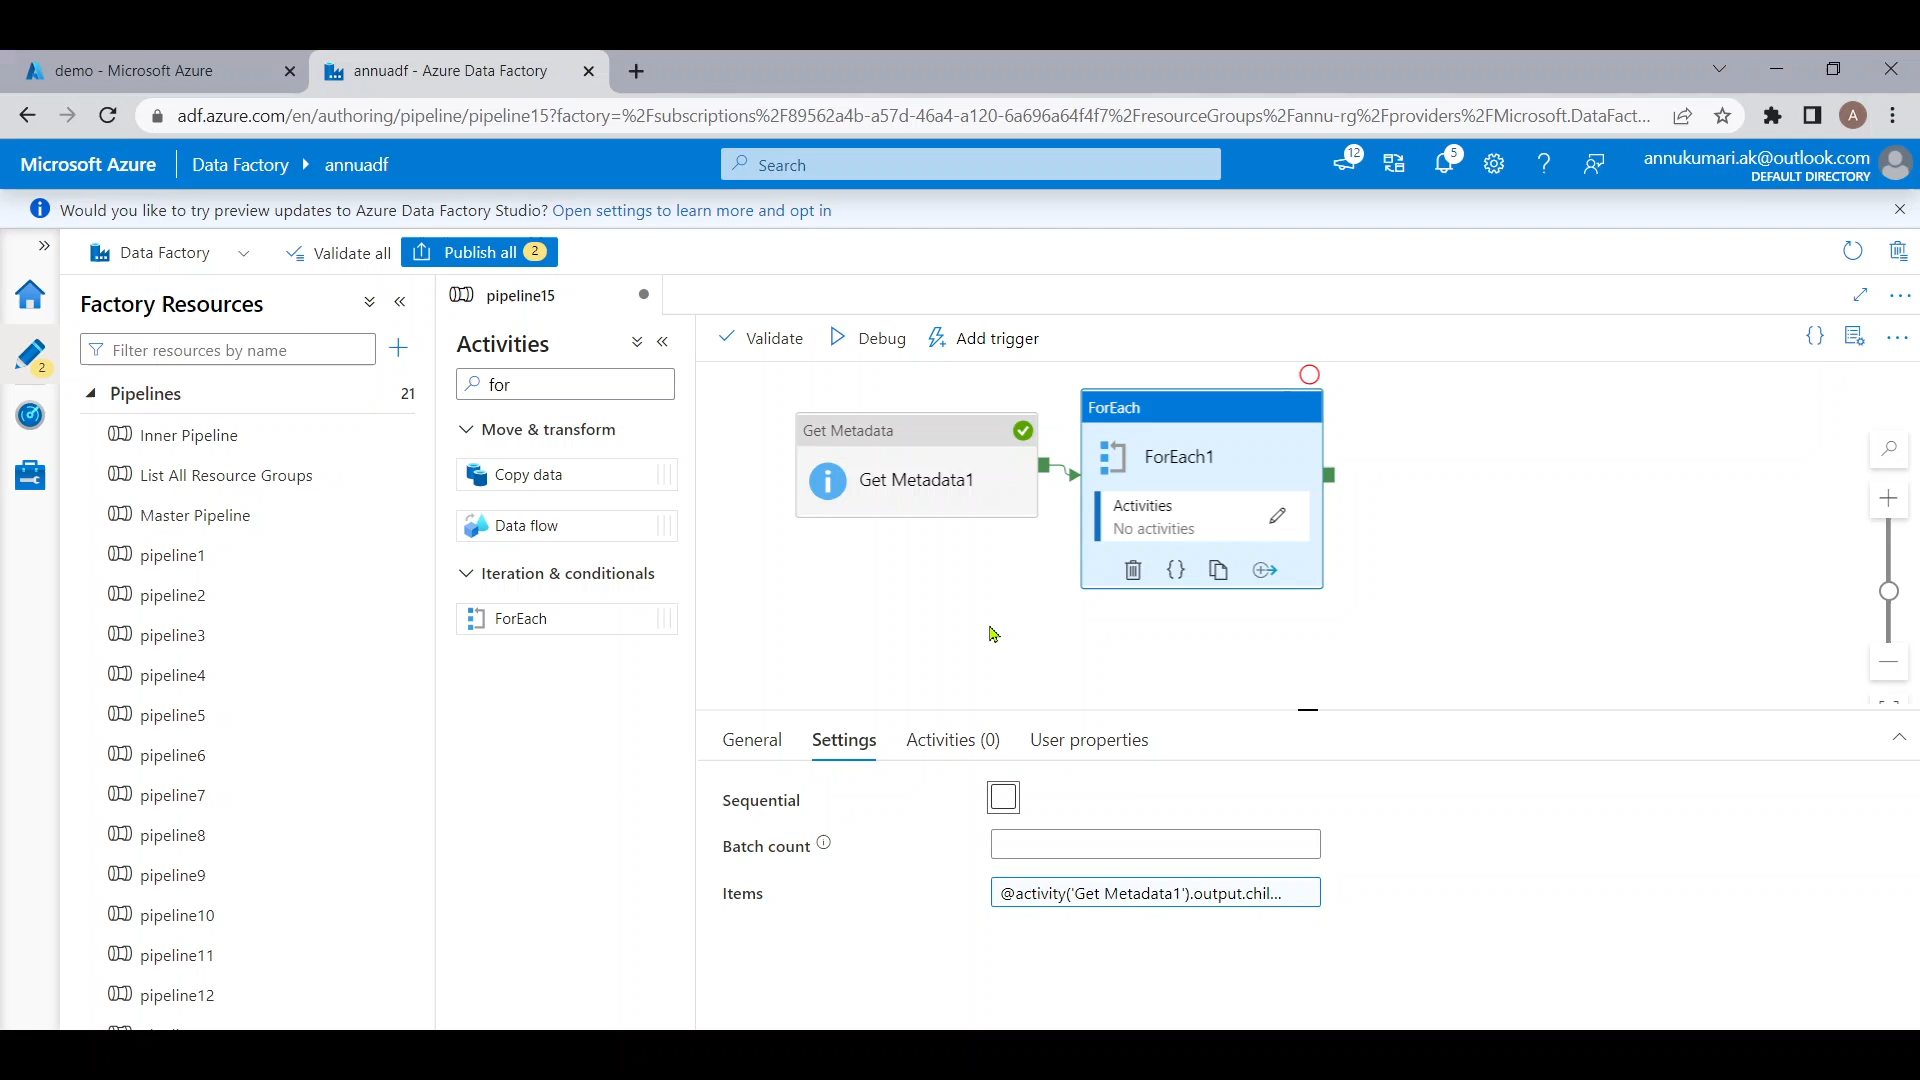 demo - Microsoft Azure
annuadf - Azure Data Factory
adf.azure.com/en/authoring/pipeline/pipeline15?factory=%2Fsubscriptions%2F89562a4b-a57d-46a4-a120-6a696a64f4f7%2FresourceGroups%2Fannu-rg%2Fproviders%2FMicrosoft.DataFact...
A
Microsoft Azure
Data Factory
annuadf
Search
12
5
annukumari.ak@outlook.com
DEFAULT DIRECTORY
Would you like to try preview updates to Azure Data Factory Studio? Open settings to learn more and opt in
Data Factory
Validate all
Publish all 2
Factory Resources
Filter resources by name
2
Pipelines 21
Inner Pipeline
List All Resource Groups
Master Pipeline
pipeline1
pipeline2
pipeline3
pipeline4
pipeline5
pipeline6
pipeline7
pipeline8
pipeline9
pipeline10
pipeline11
pipeline12
pipeline15
Activities
for
Move & transform
Copy data
Data flow
Iteration & conditionals
ForEach
Validate
Debug
Add trigger
Get Metadata
Get Metadata1
ForEach
ForEach1
Activities
No activities
General
Settings
Activities (0)
User properties
Sequential
Batch count
Items
@activity('Get Metadata1').output.chil...